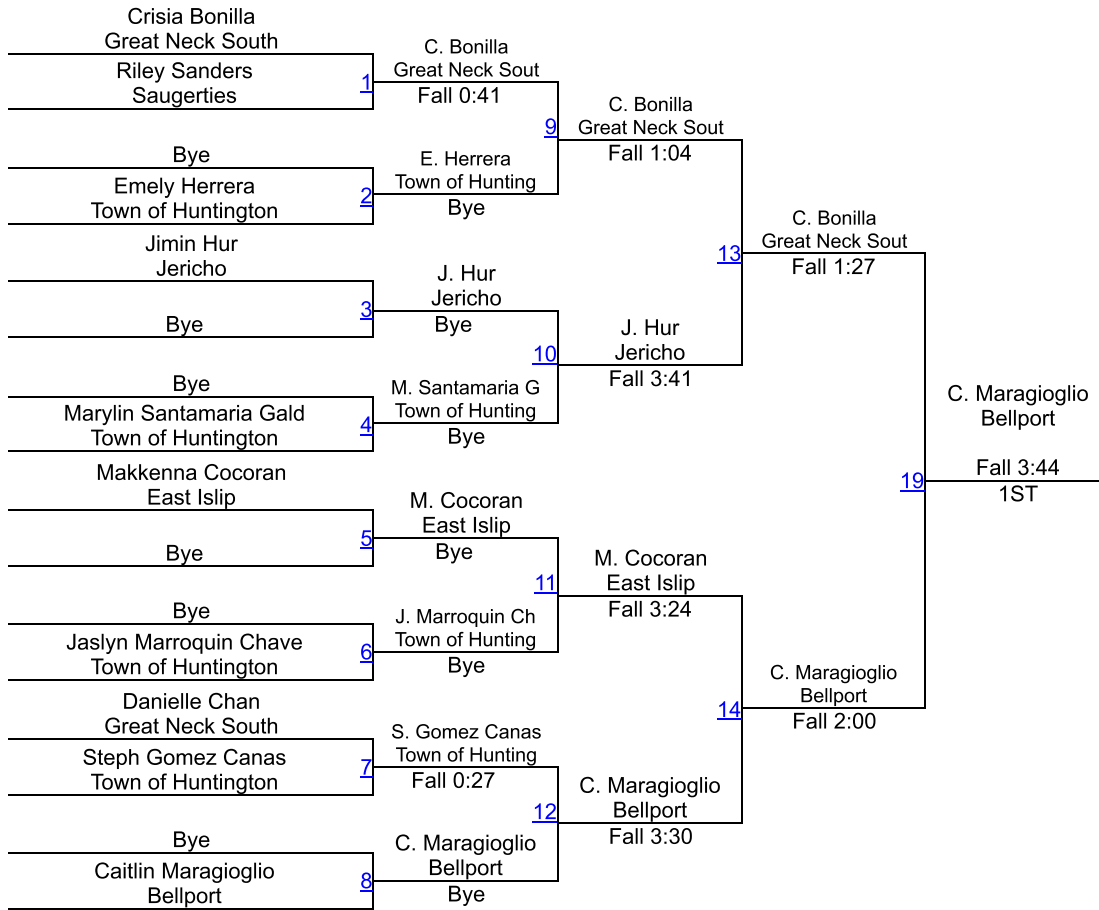 Crisia Bonilla
Great Neck South
Riley Sanders
Saugerties
1
Bye
Emely Herrera
Town of Huntington
2
Jimin Hur
Jericho
3
Bye
Bye
Marylin Santamaria Gald
Town of Huntington
4
Makkenna Cocoran
East Islip
5
Bye
Bye
Jaslyn Marroquin Chave
Town of Huntington
6
Danielle Chan
Great Neck South
Steph Gomez Canas
Town of Huntington
7
Bye
Caitlin Maragioglio
Bellport
8
C. Bonilla
Great Neck Sout
Fall 0:41
9
E. Herrera
Town of Hunting
Bye
J. Hur
Jericho
Bye
10
M. Santamaria G
Town of Hunting
Bye
M. Cocoran
East Islip
Bye
11
J. Marroquin Ch
Town of Hunting
Bye
S. Gomez Canas
Town of Hunting
Fall 0:27
12
C. Maragioglio
Bellport
Bye
C. Bonilla
Great Neck Sout
Fall 1:04
13
J. Hur
Jericho
Fall 3:41
M. Cocoran
East Islip
Fall 3:24
14
C. Maragioglio
Bellport
Fall 3:30
C. Bonilla
Great Neck Sout
Fall 1:27
19
C. Maragioglio
Bellport
Fall 2:00
C. Maragioglio
Bellport
Fall 3:44
1ST